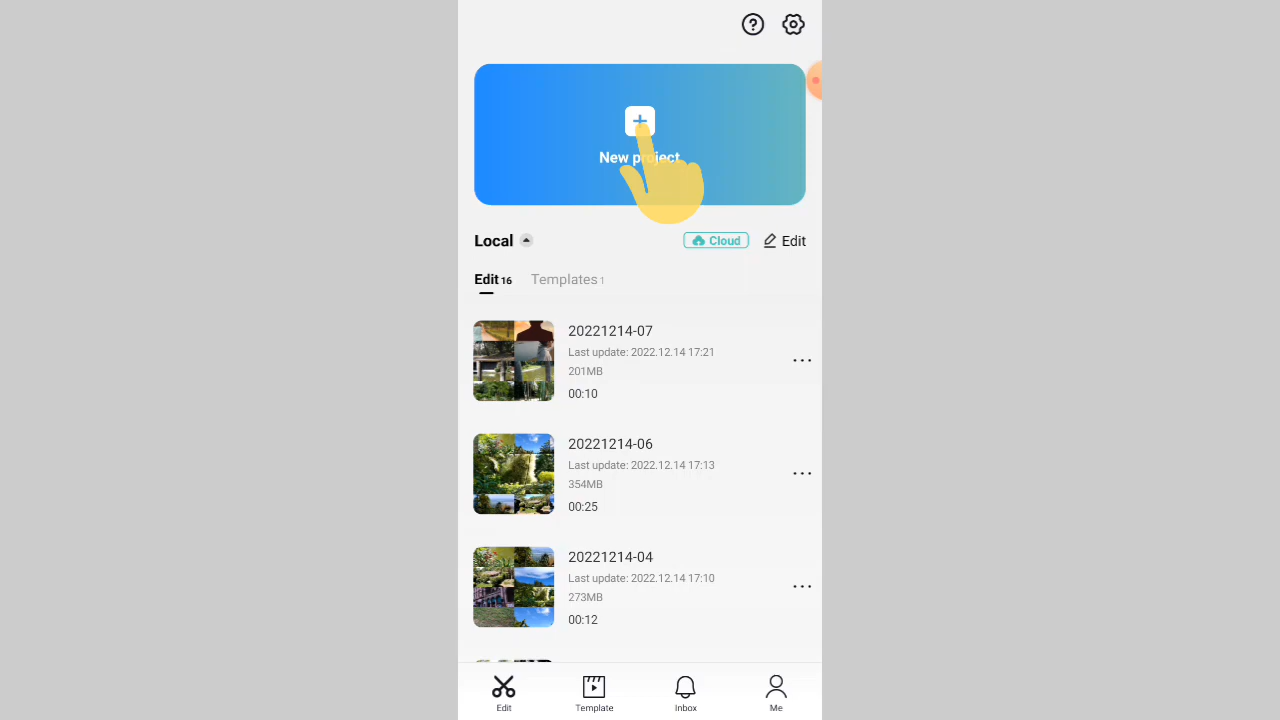 New project
Local
Cloud
Edit
Edit 16
Templates 1
20221214-07
Last update: 2022.12.14 17:21
201MB
00:10
20221214-06
Last update: 2022.12.14 17:13
354MB
00:25
20221214-04
Last update: 2022.12.14 17:10
273MB
00:12
Edit
Template
Inbox
Me